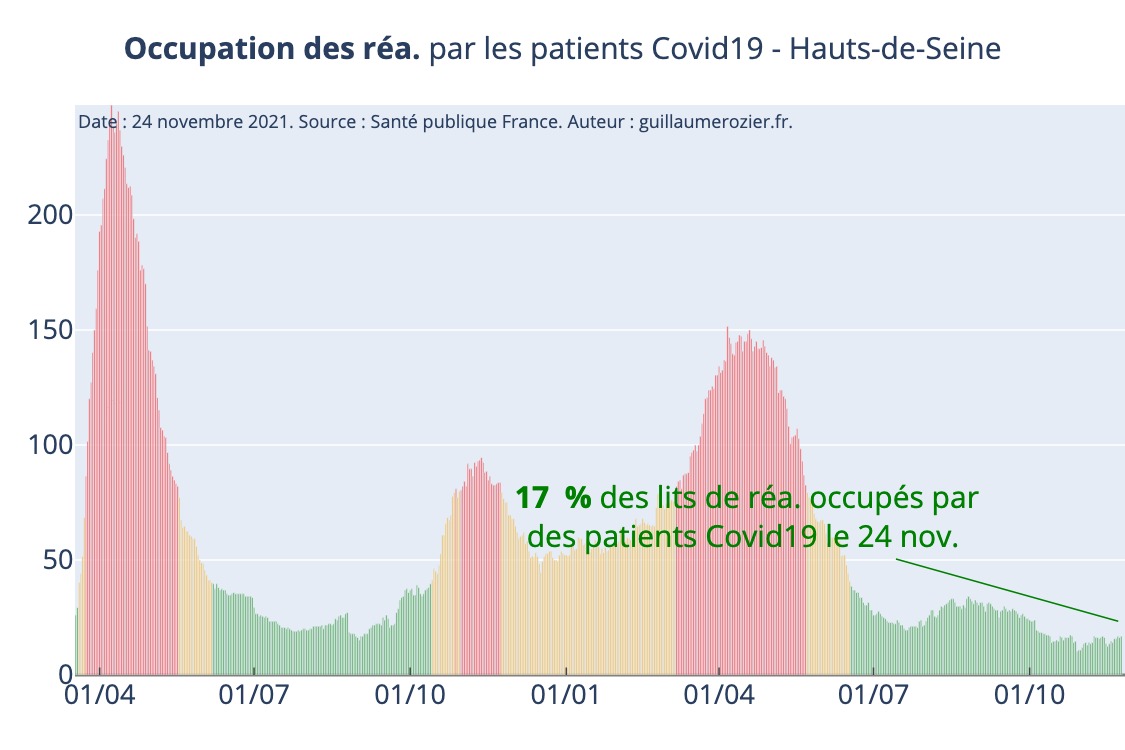 Occupation des réa. par les patients Covid19 - Hauts-de-Seine
Date : 24 novembre 2021. Source : Santé publique France. Auteur : guillaumerozier.fr.
200
150
100
17 % des lits de réa. occupés par
des patients Covid19 le 24 nov.
50
0
01/04 01/07 01/10 01/01 01/04 01/07 01/10